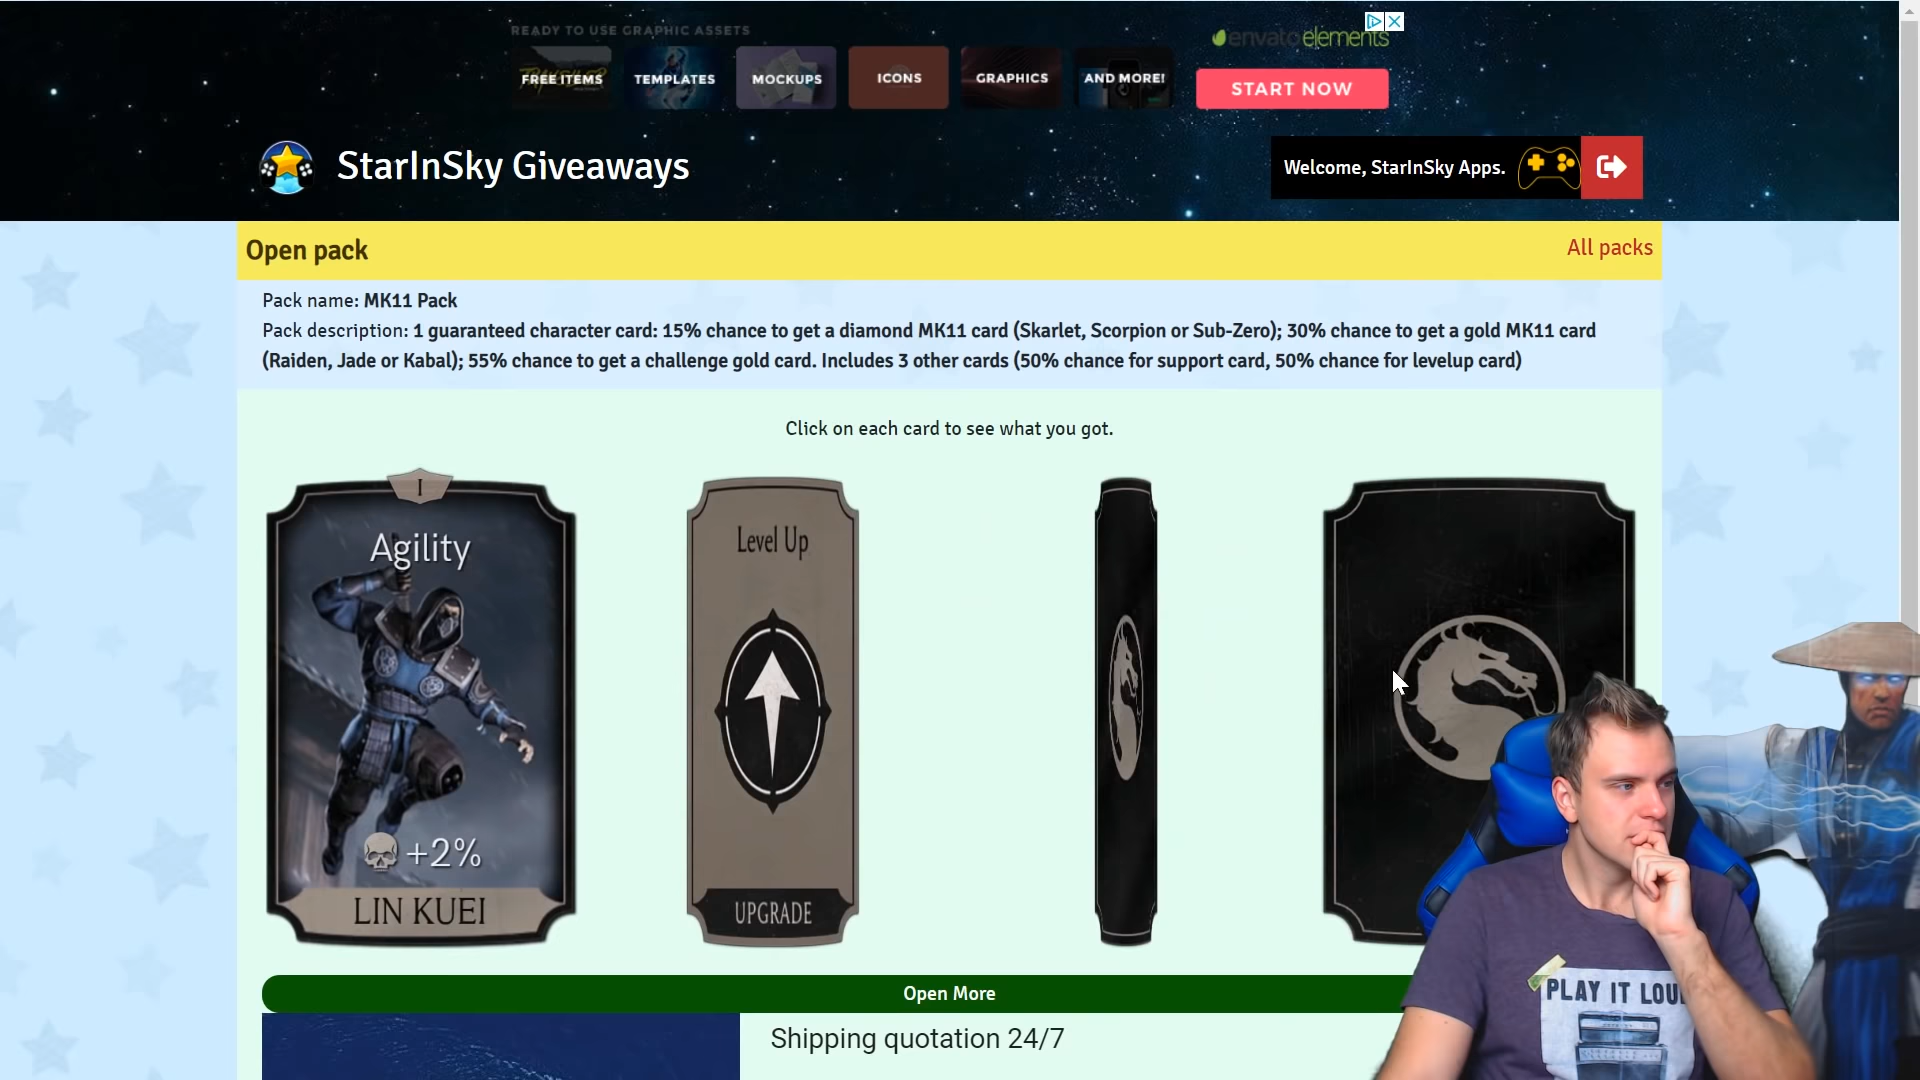 READY TO USE GRAPHIC ASSETS
envato elements
FREE ITEMS
TEMPLATES
MOCKUPS
ICONS
GRAPHICS
AND MORE!
START NOW
StarInSky Giveaways
Welcome, StarInSky Apps.
Open pack
All packs
Pack name: MK11 Pack
Pack description: 1 guaranteed character card: 15% chance to get a diamond MK11 card (Skarlet, Scorpion or Sub-Zero); 30% chance to get a gold MK11 card
(Raiden, Jade or Kabal); 55% chance to get a challenge gold card. Includes 3 other cards (50% chance for support card, 50% chance for levelup card)
Click on each card to see what you got.
I
Agility
+2%
LIN KUEI
Level Up
UPGRADE
Open More
Shipping quotation 24/7
PLAY IT LOU